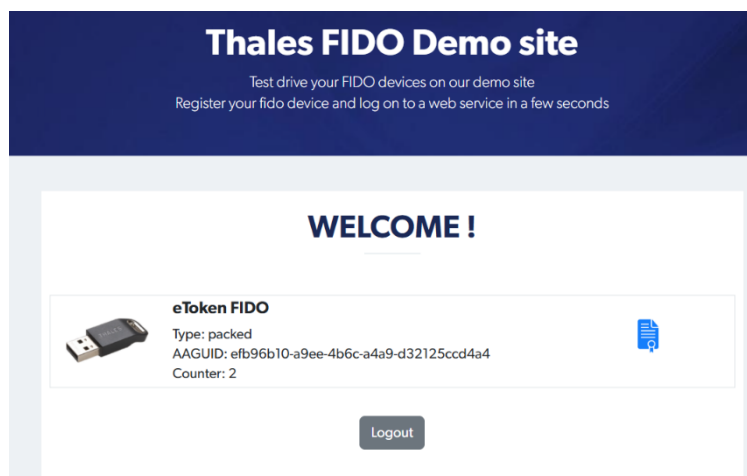 Thales FIDO Demo site
Test drive your FIDO devices on our demo site
Register your fido device and log on to a web service in a few seconds
WELCOME !
THALES
eToken FIDO
Type: packed
AAGUID: efb96b10-a9ee-4b6c-a4a9-d32125ccd4a4
Counter: 2
Logout